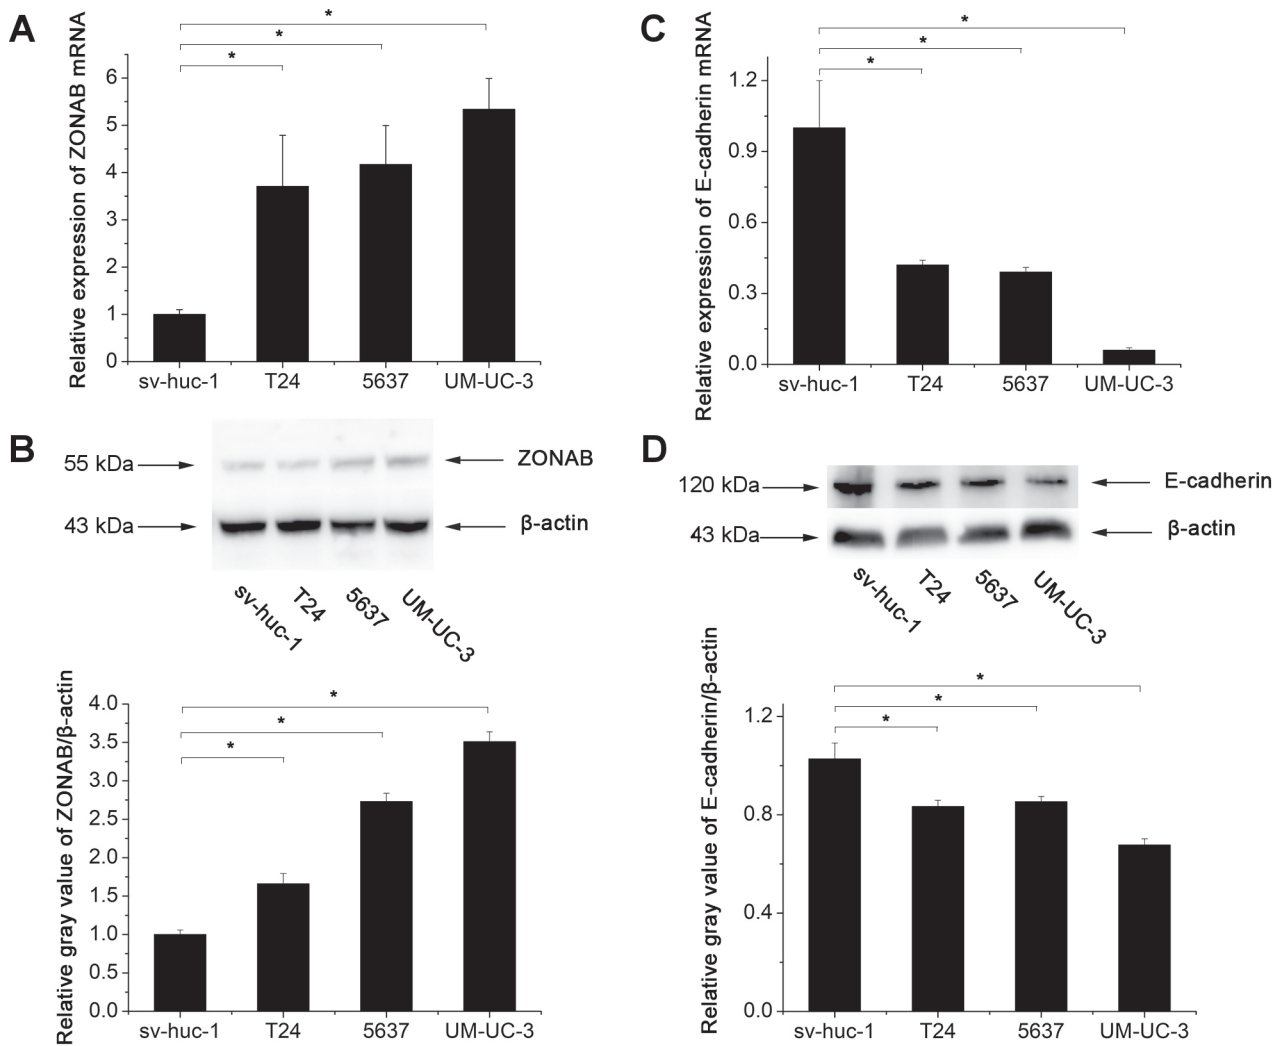 A
Relative expression of ZONAB mRNA
6
5
4
3
2
1
0
*
*
*
sv-huc-1 T24 5637 UM-UC-3
C
Relative expression of E-cadherin mRNA
1.2
0.9
0.6
0.3
0.0
*
*
*
sv-huc-1 T24 5637 UM-UC-3
B
55 kDa ZONAB
43 kDa β-actin
sv-huc-1 T24 5637 UM-UC-3
Relative gray value of ZONAB/β-actin
4.0
3.5
3.0
2.5
2.0
1.5
1.0
0.5
0.0
*
*
*
sv-huc-1 T24 5637 UM-UC-3
D
120 kDa E-cadherin
43 kDa β-actin
sv-huc-1 T24 5637 UM-UC-3
Relative gray value of E-cadherin/β-actin
1.2
0.8
0.4
0.0
*
*
*
sv-huc-1 T24 5637 UM-UC-3